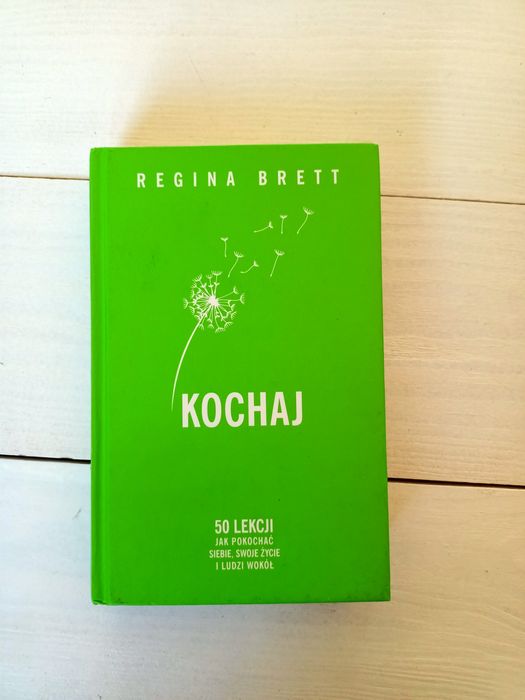 REGINA BRETT
KOCHAJ
50 LEKCJI
JAK POKOCHAĆ
SIEBIE, SWOJE ŻYCIE
I LUDZI WOKÓŁ